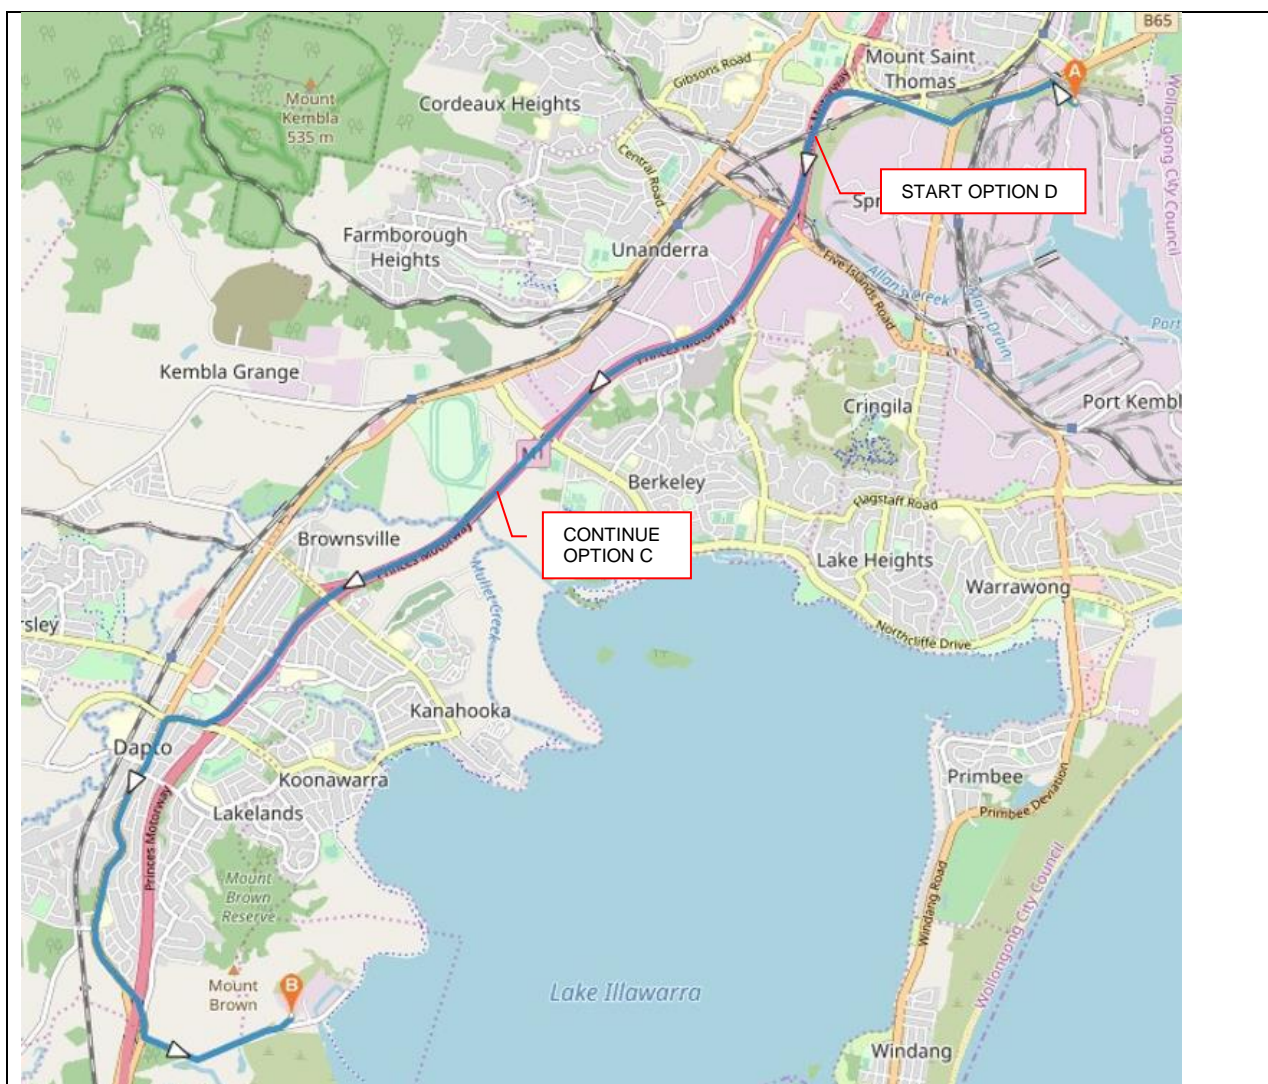 B65
Mount Saint
Thomas
A
Gibsons Road
Motorway
Mount
Kembla
535 m
Cordeaux Heights
Central Road
START OPTION D
Wollongong City Council
Farmborough
Heights
Unanderra
Five Islands Road
Allan's Creek
Main Drain
Port
Princes Motorway
Kembla Grange
Cringila
Port Kembl
M1
Berkeley
Flagstaff Road
CONTINUE
OPTION C
Brownsville
Princes Motorway
Mullet Creek
Lake Heights
Warrawong
rsley
Northcliffe Drive
Kanahooka
Dapto
Koonawarra
Lakelands
Primbee
Primbee Deviation
Princes Motorway
Mount
Brown
Reserve
Windang Road
Wollongong City Council
Mount
Brown
B
Lake Illawarra
Windang